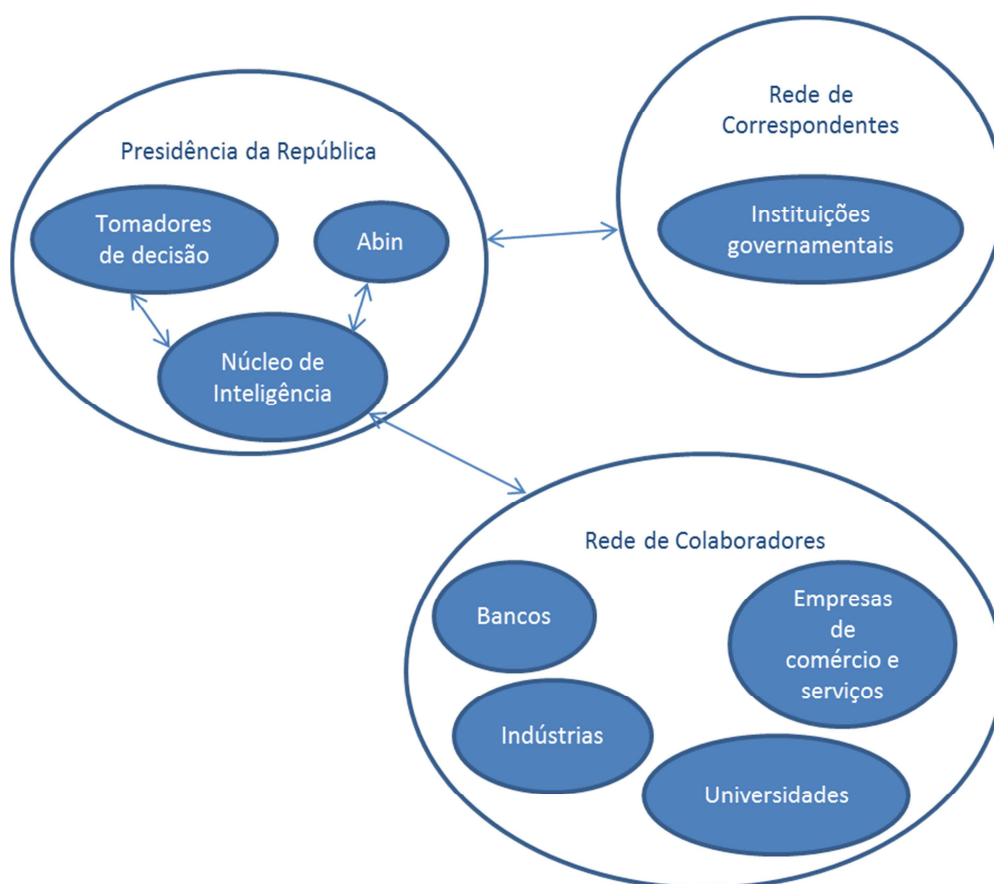 Presidência da República
Tomadores
de decisão
Abin
Núcleo de
Inteligência
Rede de
Correspondentes
Instituições
governamentais
Rede de Colaboradores
Bancos
Empresas
de
comércio e
serviços
Indústrias
Universidades